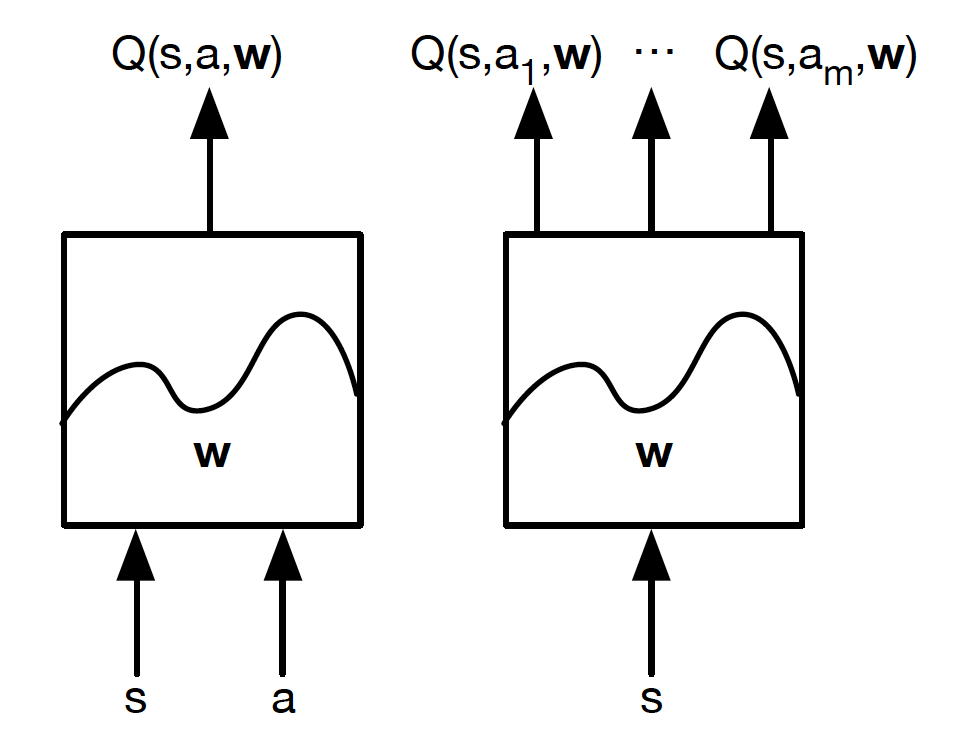 Q(s,a,w) Q(s,a₁,w) ⋯ Q(s,aₘ,w)
w w
s a s